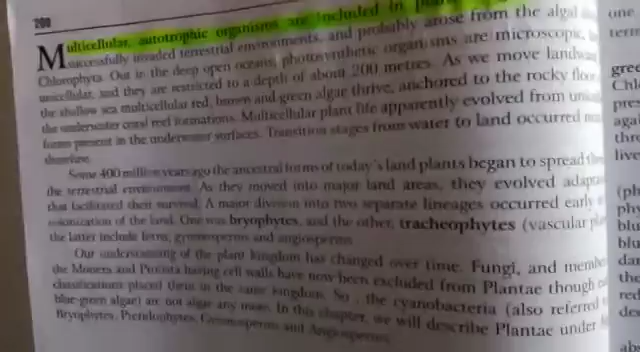 200
Multicellular, autotrophic organisms are included in
successfully invaded terrestrial environments, and probably arose from the algal
Chlorophyta. Out in the deep open oceans, photosynthetic organisms are microscopic,
unicellular, and they are restricted to a depth of about 200 metres. As we move
the shallow sea multicellular red, brown and green algae thrive, anchored to the rocky
the underwater coral reef formations. Multicellular plant life apparently evolved from
forms present in the underwater surfaces. Transition stages from water to land occurred
shoreline.
Some 400 million years ago the ancestral forms of today's land plants began to spread
the terrestrial environment. As they moved into major land areas, they evolved
that facilitated their survival. A major division into two separate lineages occurred early
colonization of the land. One was bryophytes, and the other, tracheophytes (vascular
the latter include ferns, gymnosperms and angiosperms.
Our understanding of the plant kingdom has changed over time. Fungi, and
the Monera and Protista having cell walls have now been excluded from Plantae though
classifications placed them in the same kingdom. So, the cyanobacteria (also referred
blue-green algae) are not algae any more. In this chapter, we will describe Plantae under
Bryophytes, Pteridophytes, Gymnosperms and Angiosperms.
one